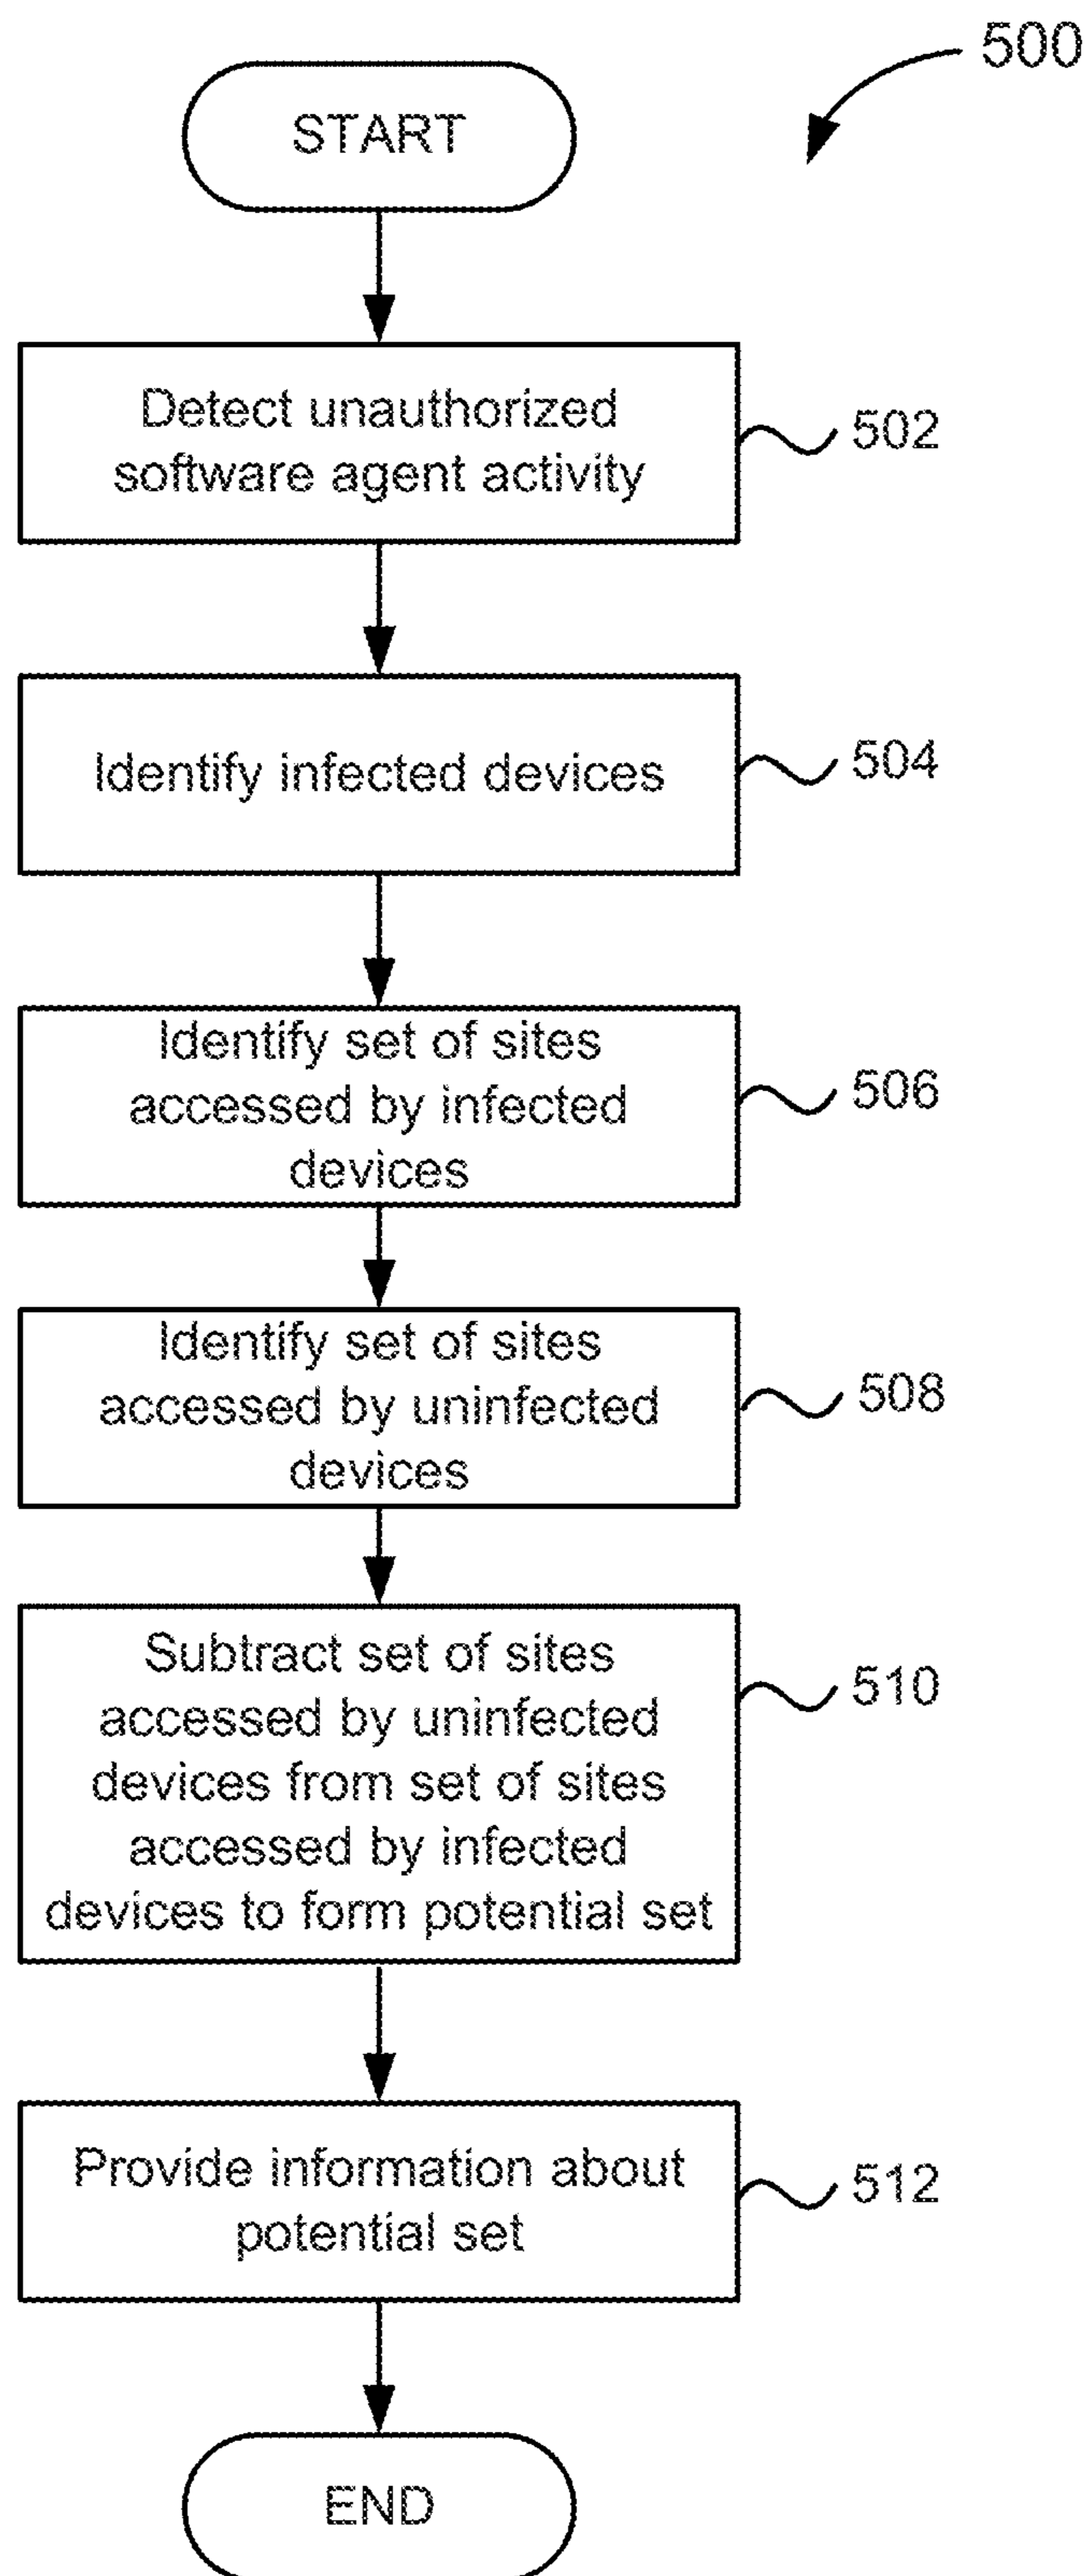 500
START
Detect unauthorized
software agent activity
502
Identify infected devices
504
Identify set of sites
accessed by infected
devices
506
Identify set of sites
accessed by uninfected
devices
508
Subtract set of sites
accessed by uninfected
devices from set of sites
accessed by infected
devices to form potential set
510
Provide information about
potential set
512
END